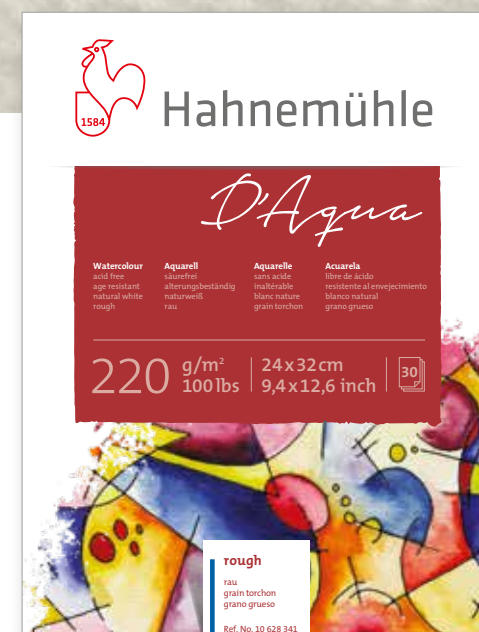 1584
Hahnemühle
D'Aqua
Watercolour
acid free
age resistant
natural white
rough
Aquarell
säurefrei
alterungsbeständig
naturweiß
rau
Aquarelle
sans acide
inaltérable
blanc nature
grain torchon
Acuarela
libre de ácido
resistente al envejecimiento
blanco natural
grano grueso
220 g/m²
100 lbs
24 x 32 cm
9,4 x 12,6 inch
30
rough
rau
grain torchon
grano grueso
Ref. No. 10 628 341